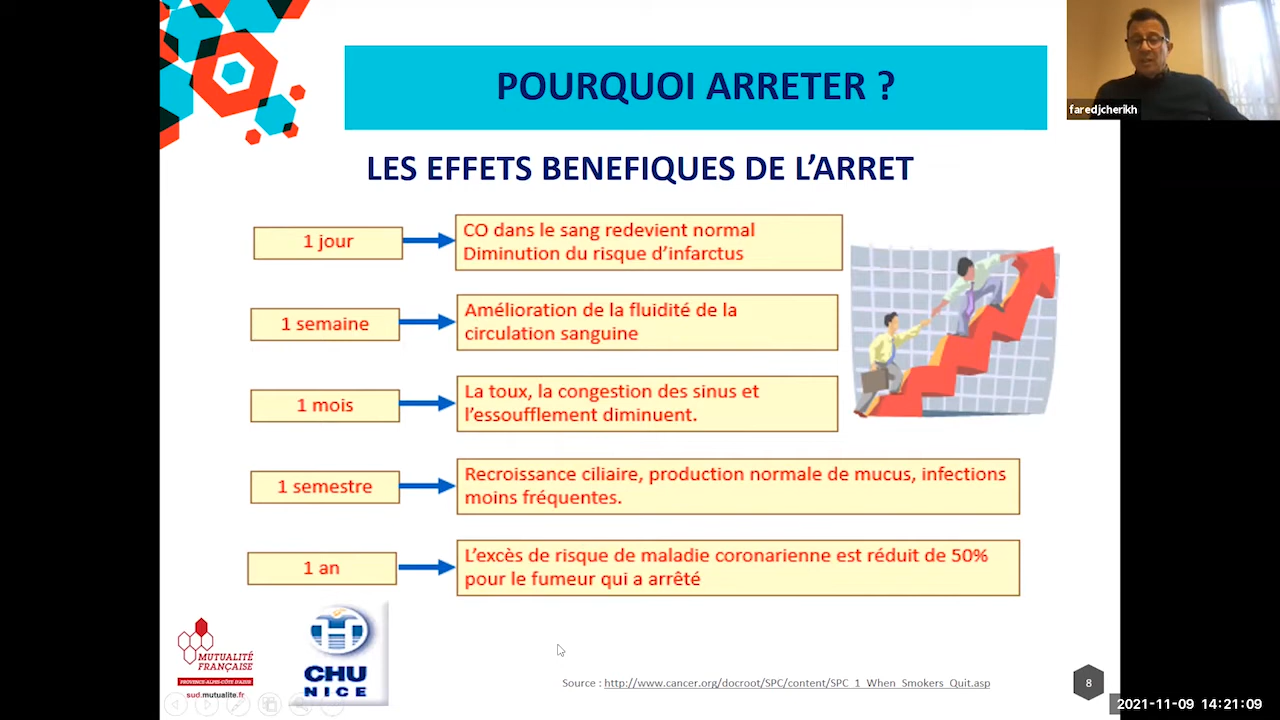 POURQUOI ARRETER ?
faredjcherikh
LES EFFETS BENEFIQUES DE L’ARRET
1 jour
CO dans le sang redevient normal
Diminution du risque d’infarctus
1 semaine
Amélioration de la fluidité de la
circulation sanguine
1 mois
La toux, la congestion des sinus et
l’essoufflement diminuent.
1 semestre
Recroissance ciliaire, production normale de mucus, infections
moins fréquentes.
1 an
L’excès de risque de maladie coronarienne est réduit de 50%
pour le fumeur qui a arrêté
MUTUALITÉ
FRANÇAISE
PROVENCE-ALPES-CÔTE D'AZUR
sud.mutualite.fr
CHU
NICE
Source : http://www.cancer.org/docroot/SPC/content/SPC_1_When_Smokers_Quit.asp
8
2021-11-09 14:21:09